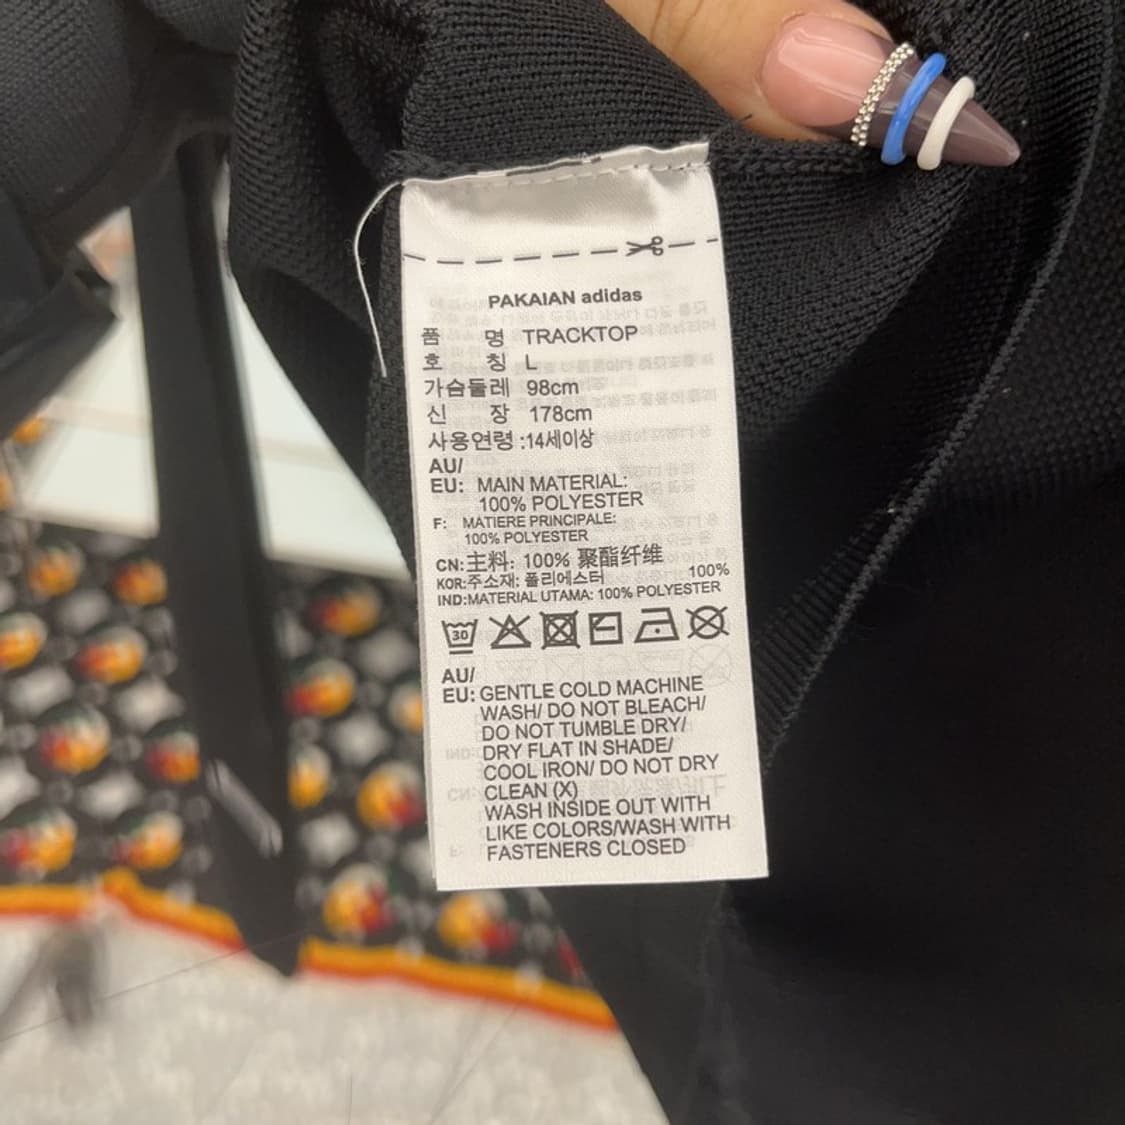 PAKAIAN adidas
품 명 TRACKTOP
호 칭 L
가슴둘레 98cm
신 장 178cm
사용연령 :14세이상
AU/
EU: MAIN MATERIAL:
100% POLYESTER
F: MATIERE PRINCIPALE:
100% POLYESTER
CN:主料: 100% 聚酯纤维
KOR:주소재: 폴리에스터 100%
IND:MATERIAL UTAMA: 100% POLYESTER
30
AU/
EU: GENTLE COLD MACHINE
WASH/ DO NOT BLEACH/
DO NOT TUMBLE DRY/
DRY FLAT IN SHADE/
COOL IRON/ DO NOT DRY
CLEAN (X)
WASH INSIDE OUT WITH
LIKE COLORS/WASH WITH
FASTENERS CLOSED